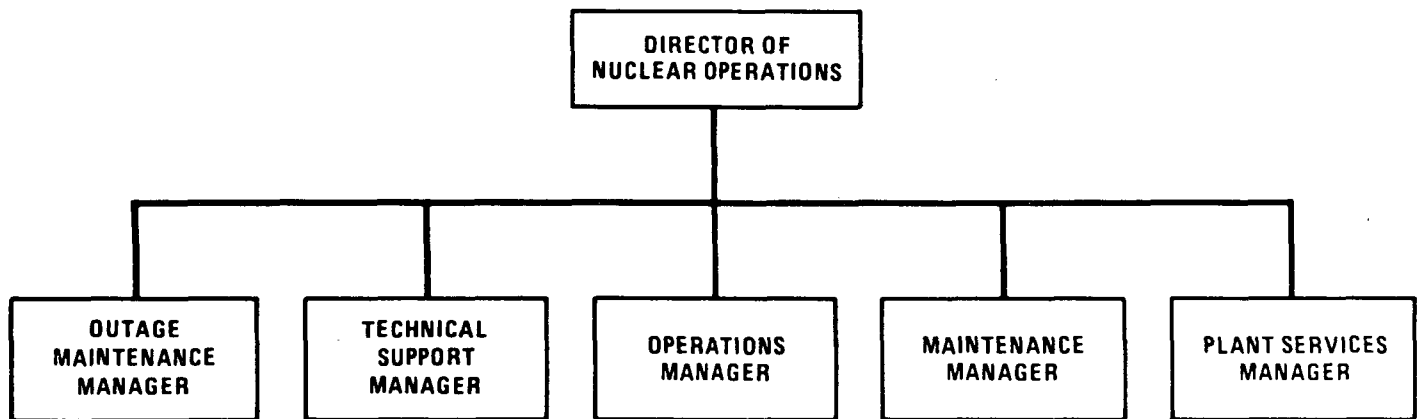 DIRECTOR OF
NUCLEAR OPERATIONS
OUTAGE
MAINTENANCE
MANAGER
TECHNICAL
SUPPORT
MANAGER
OPERATIONS
MANAGER
MAINTENANCE
MANAGER
PLANT SERVICES
MANAGER